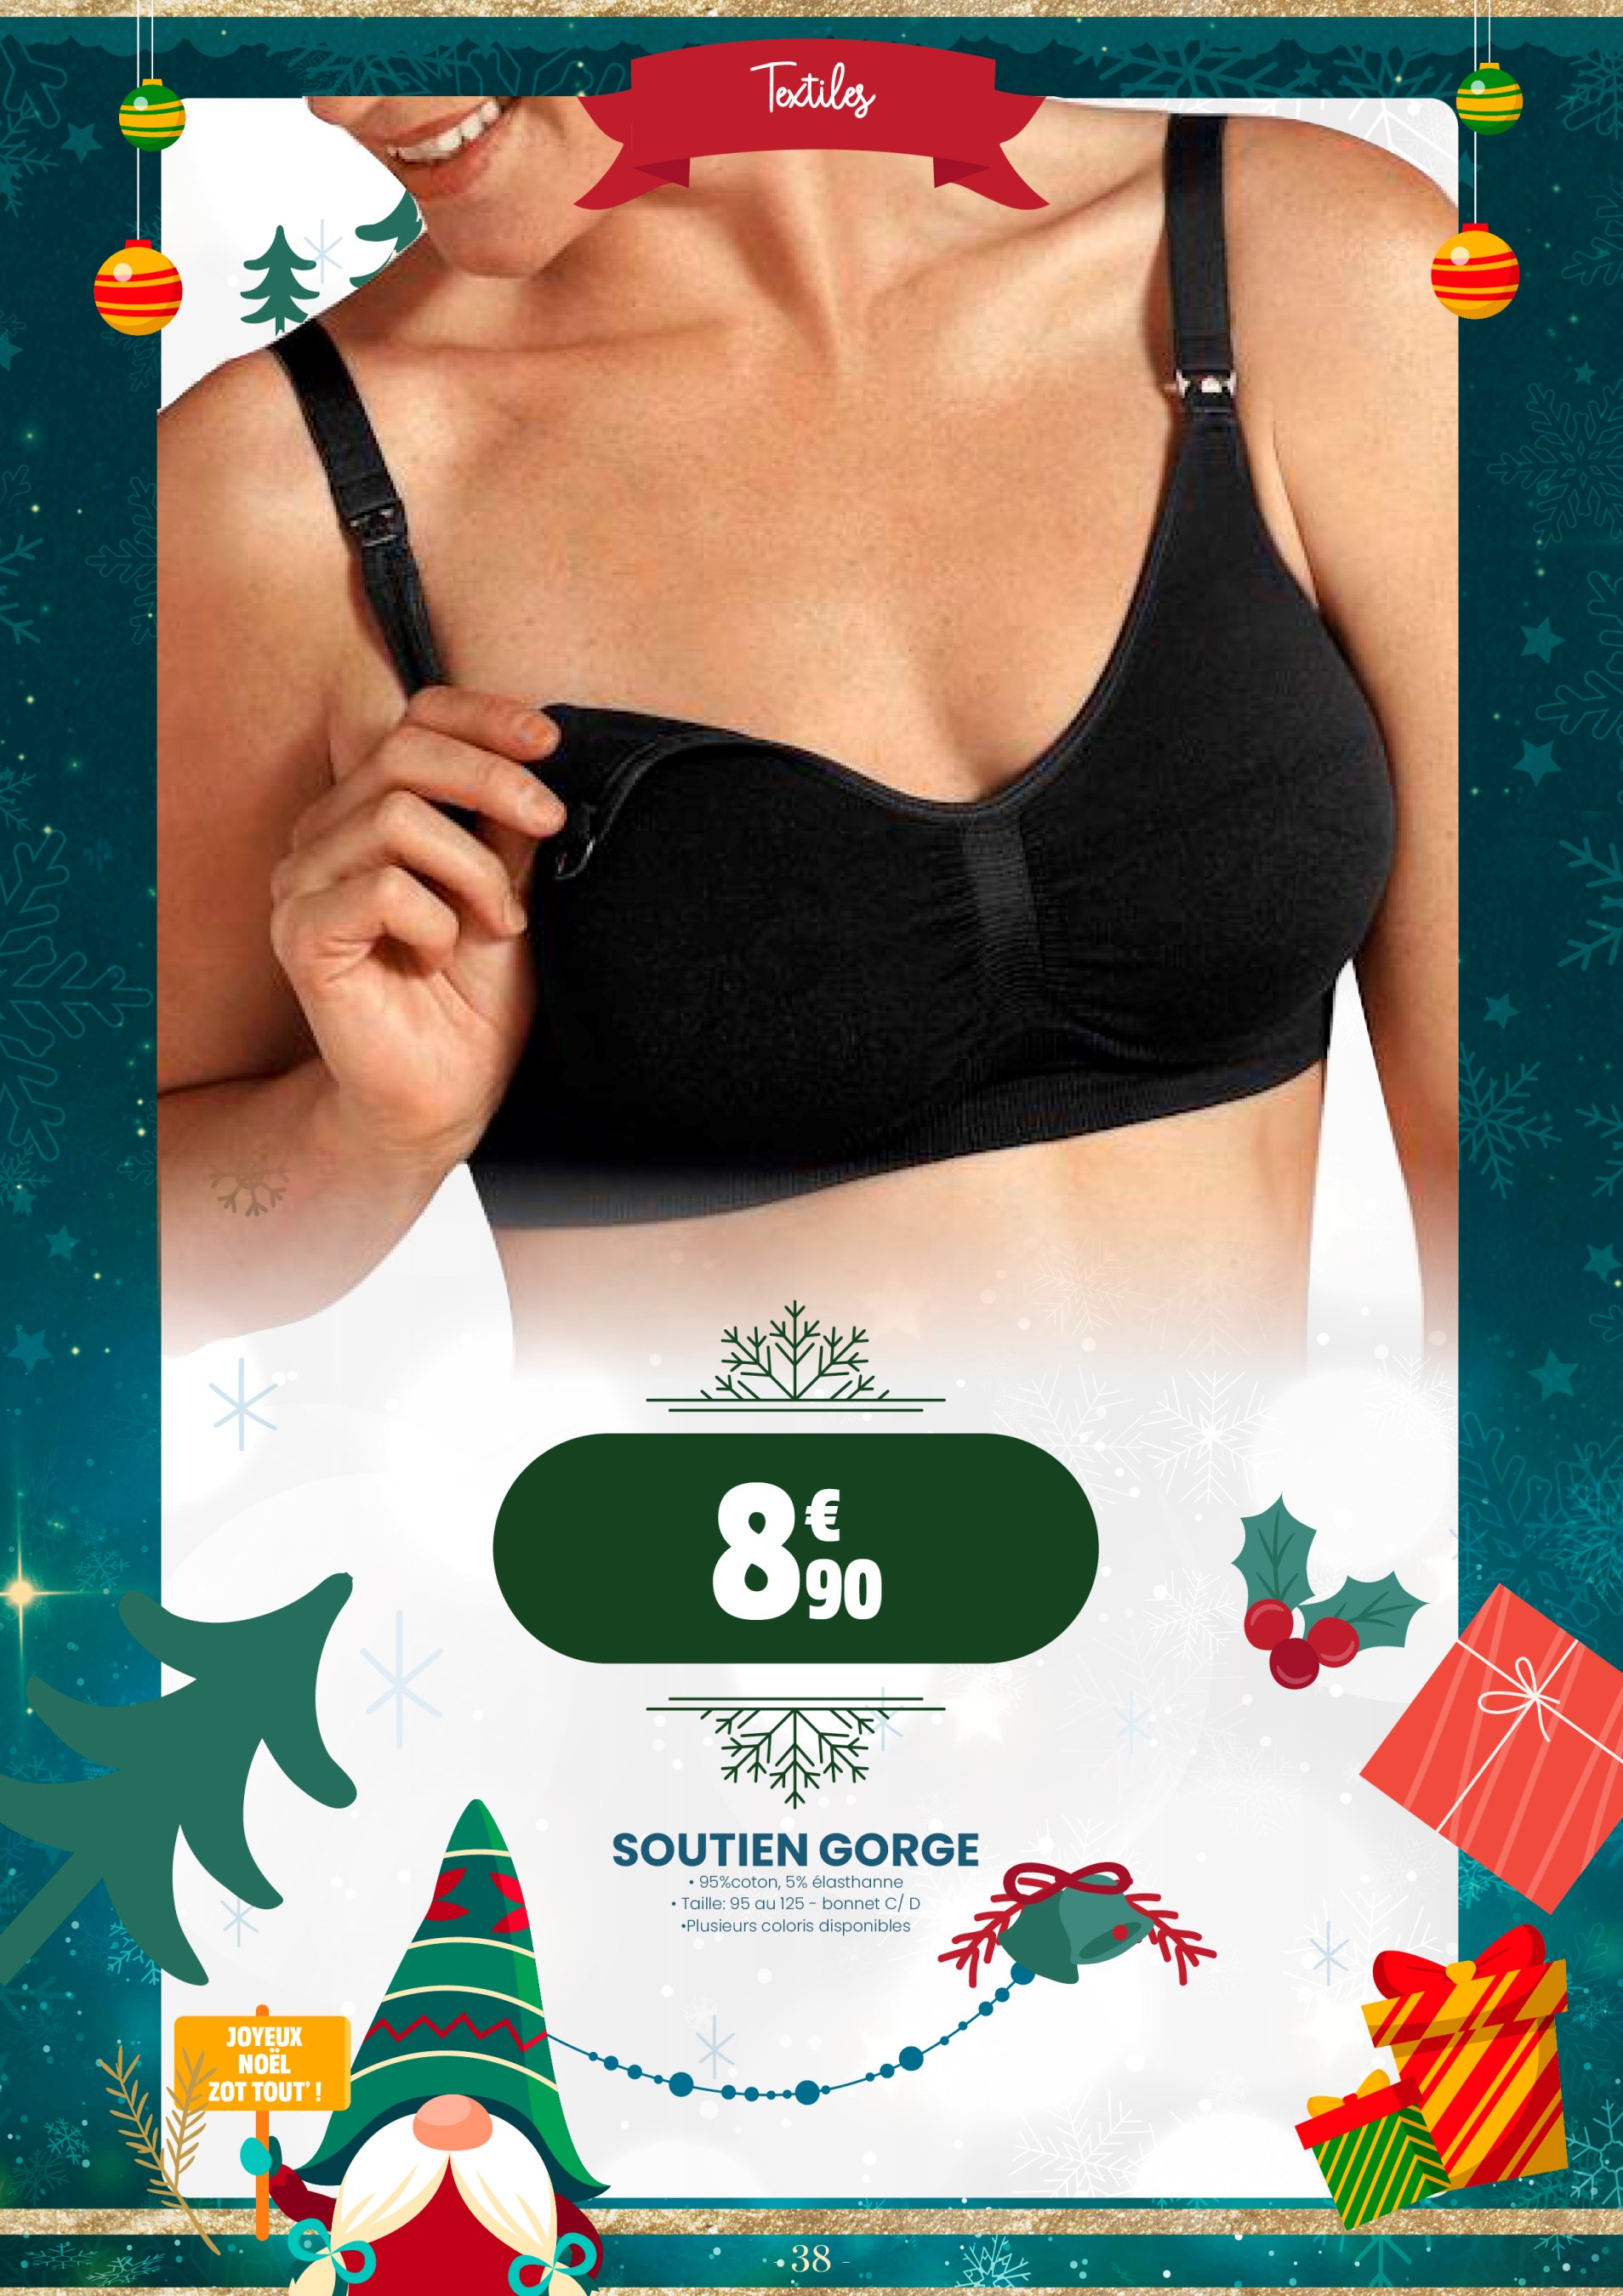 Textiles
8€
90
SOUTIEN GORGE
• 95%coton, 5% élasthanne
• Taille: 95 au 125 - bonnet C/ D
•Plusieurs coloris disponibles
JOYEUX
NOËL
ZOT TOUT' !
- 38 -